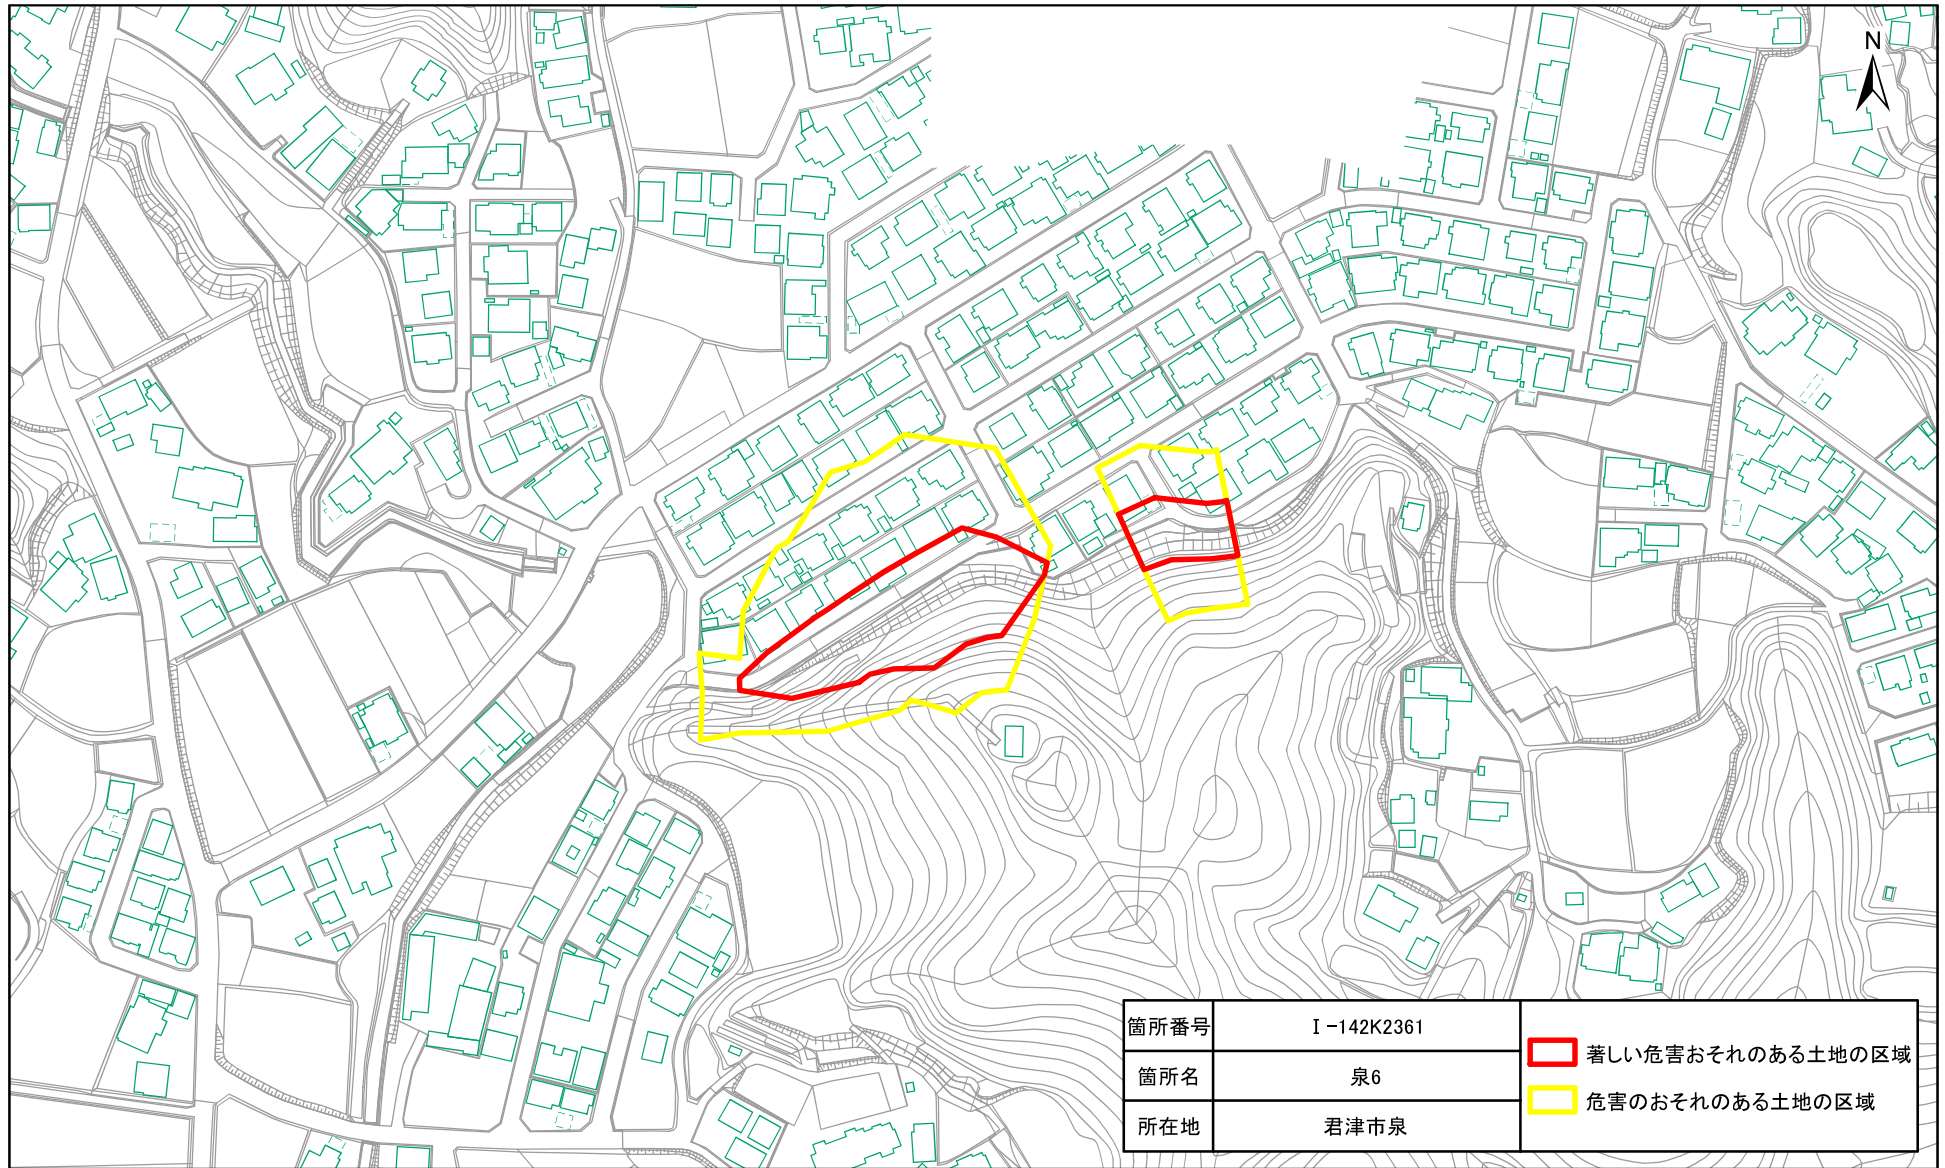 N
箇所番号 Ⅰ-142K2361
箇所名 泉6
所在地 君津市泉
著しい危害おそれのある土地の区域
危害のおそれのある土地の区域